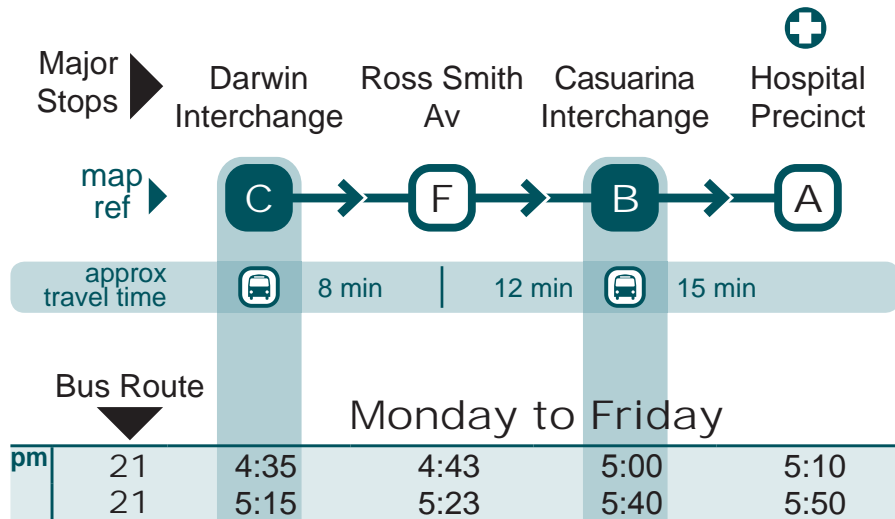 Major
Stops
Darwin
Interchange
Ross Smith
Av
Casuarina
Interchange
Hospital
Precinct
map
ref
C
F
B
A
approx
travel time
8 min
12 min
15 min
Bus Route
Monday to Friday
pm 21 4:35 4:43 5:00 5:10
21 5:15 5:23 5:40 5:50